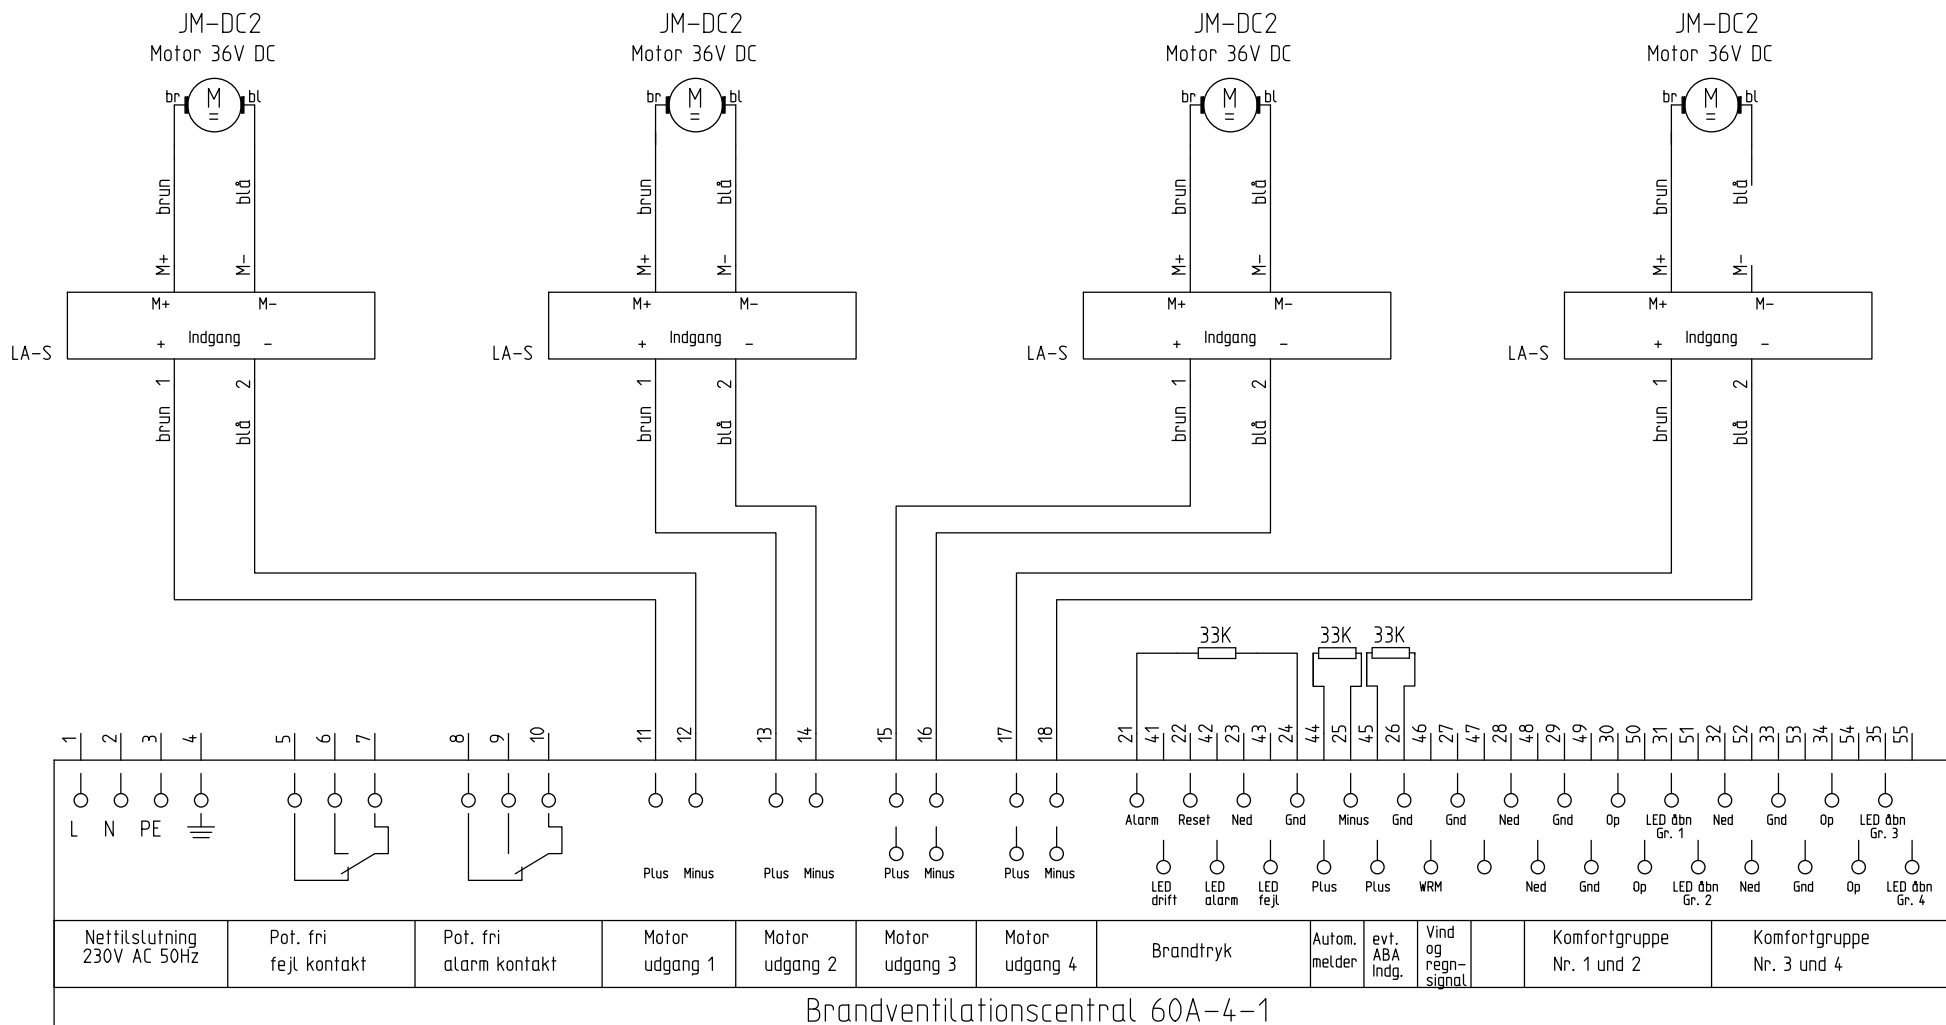 JM-DC2 JM-DC2 JM-DC2 JM-DC2
Motor 36V DC Motor 36V DC Motor 36V DC Motor 36V DC
br M bl br M bl br M bl br M bl
brun blå brun blå brun blå brun blå
M+ M- M+ M- M+ M- M+ M-
M+ M- M+ M- M+ M- M+ M-
Indgang Indgang Indgang Indgang
+ - + - + - + -
LA-S LA-S LA-S LA-S
1 2 1 2 1 2 1 2
brun blå brun blå brun blå brun blå
33K 33K 33K
1 2 3 4 5 6 7 8 9 10 11 12 13 14 15 16 17 18 21 41 22 42 23 43 24 44 25 45 26 46 27 47 28 48 29 49 30 50 31 51 32 52 33 53 34 54 35 55
L N PE
Alarm Reset Ned Gnd Minus Gnd Gnd Ned Gnd Op LED åbn Ned Gnd Op LED åbn
Gr. 1 Gr. 3
Plus Minus Plus Minus Plus Minus Plus Minus
LED LED LED Plus Plus WRM Ned Gnd Op LED åbn Ned Gnd Op LED åbn
drift alarm fejl Gr. 2 Gr. 4
Nettilslutning
230V AC 50Hz
Pot. fri
fejl kontakt
Pot. fri
alarm kontakt
Motor
udgang 1
Motor
udgang 2
Motor
udgang 3
Motor
udgang 4
Brandtryk
Autom.
melder
evt.
ABA
Indg.
Vind
og
regn-
signal
Komfortgruppe
Nr. 1 und 2
Komfortgruppe
Nr. 3 und 4
Brandventilationscentral 60A-4-1